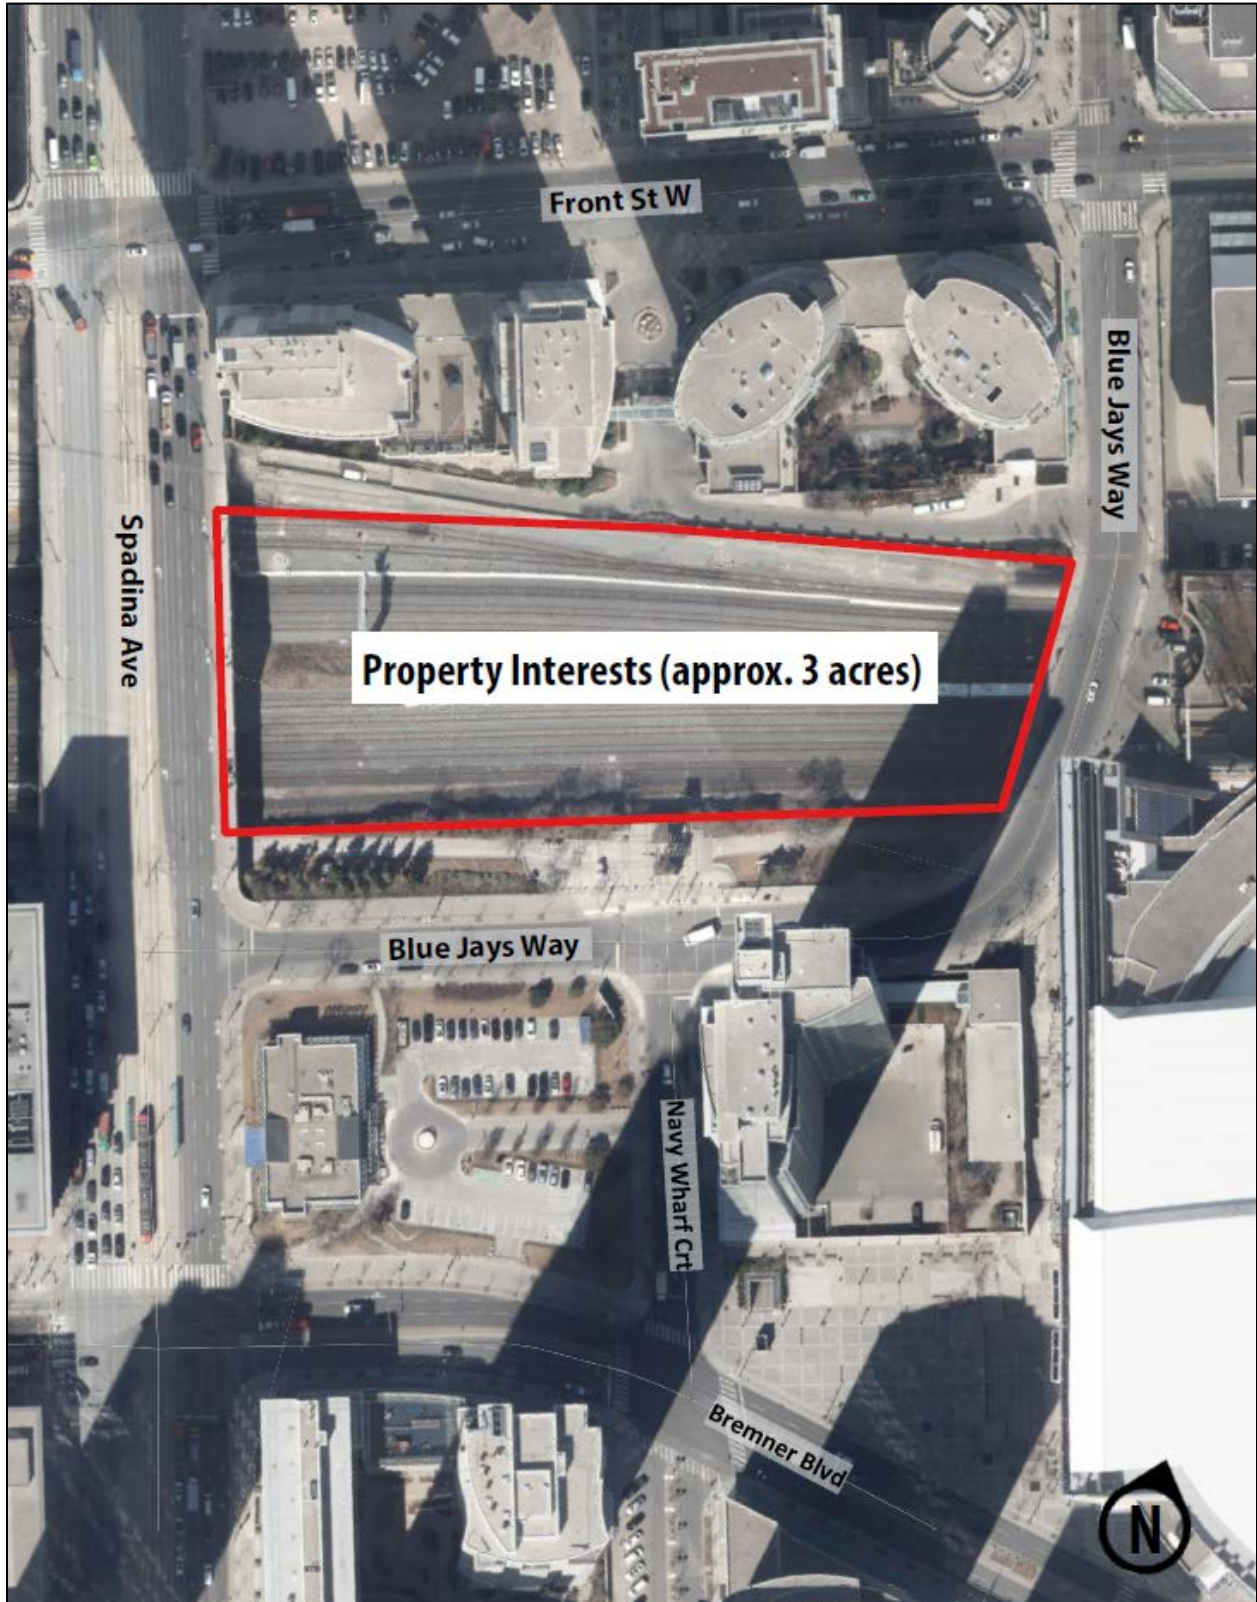 Front St W
Blue Jays Way
Spadina Ave
Property Interests (approx. 3 acres)
Blue Jays Way
Navy Wharf Crt
Bremner Blvd
N